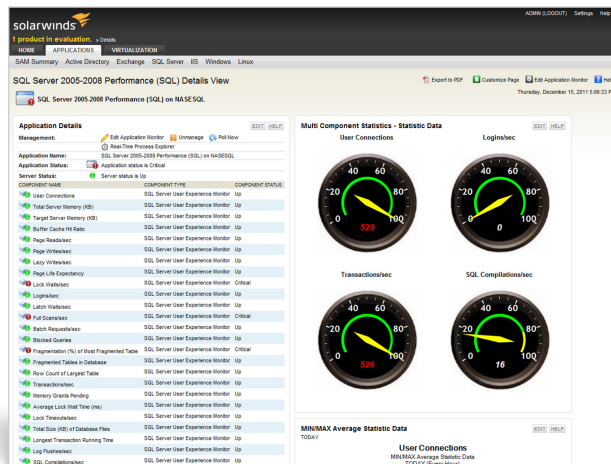 ADMIN (LOGOUT) Settings Help
solarwinds
1 product in evaluation. » Details
HOME APPLICATIONS VIRTUALIZATION
SAM Summary Active Directory Exchange SQL Server IIS Windows Linux
SQL Server 2005-2008 Performance (SQL) Details View
Export to PDF Customize Page Edit Application Monitor Hel
Thursday, December 15, 2011 5:06:33 P
SQL Server 2005-2008 Performance (SQL) on NASESQL
Application Details EDIT HELP
Management: Edit Application Monitor Unmanage Poll Now
Real-Time Process Explorer
Application Name: SQL Server 2005-2008 Performance (SQL) on NASESQL
Application Status: Application status is Critical
Server Status: Server status is Up
COMPONENT NAME COMPONENT TYPE COMPONENT STATUS
User Connections SQL Server User Experience Monitor Up
Total Server Memory (KB) SQL Server User Experience Monitor Up
Target Server Memory (KB) SQL Server User Experience Monitor Up
Buffer Cache Hit Ratio SQL Server User Experience Monitor Up
Page Reads/sec SQL Server User Experience Monitor Up
Page Writes/sec SQL Server User Experience Monitor Up
Lazy Writes/sec SQL Server User Experience Monitor Up
Page Life Expectancy SQL Server User Experience Monitor Up
Lock Waits/sec SQL Server User Experience Monitor Critical
Logins/sec SQL Server User Experience Monitor Up
Latch Waits/sec SQL Server User Experience Monitor Up
Full Scans/sec SQL Server User Experience Monitor Critical
Batch Requests/sec SQL Server User Experience Monitor Up
Blocked Queries SQL Server User Experience Monitor Up
Fragmentation (%) of Most Fragmented Table SQL Server User Experience Monitor Critical
Fragmented Tables in Database SQL Server User Experience Monitor Up
Row Count of Largest Table SQL Server User Experience Monitor Up
Transactions/sec SQL Server User Experience Monitor Up
Memory Grants Pending SQL Server User Experience Monitor Up
Average Lock Wait Time (ms) SQL Server User Experience Monitor Up
Lock Timeouts/sec SQL Server User Experience Monitor Up
Total Size (KB) of Database Files SQL Server User Experience Monitor Up
Longest Transaction Running Time SQL Server User Experience Monitor Up
Log Flushes/sec SQL Server User Experience Monitor Up
SQL Compilations/sec SQL Server User Experience Monitor Up
Multi Component Statistics - Statistic Data EDIT HELP
User Connections Logins/sec
0 20 40 60 80 100 0 20 40 60 80 100
529 0
Transactions/sec SQL Compilations/sec
0 20 40 60 80 100 0 20 40 60 80 100
526 16
MIN/MAX Average Statistic Data EDIT HELP
TODAY
User Connections
MIN/MAX Average Statistic Data
TODAY (Every Hour)